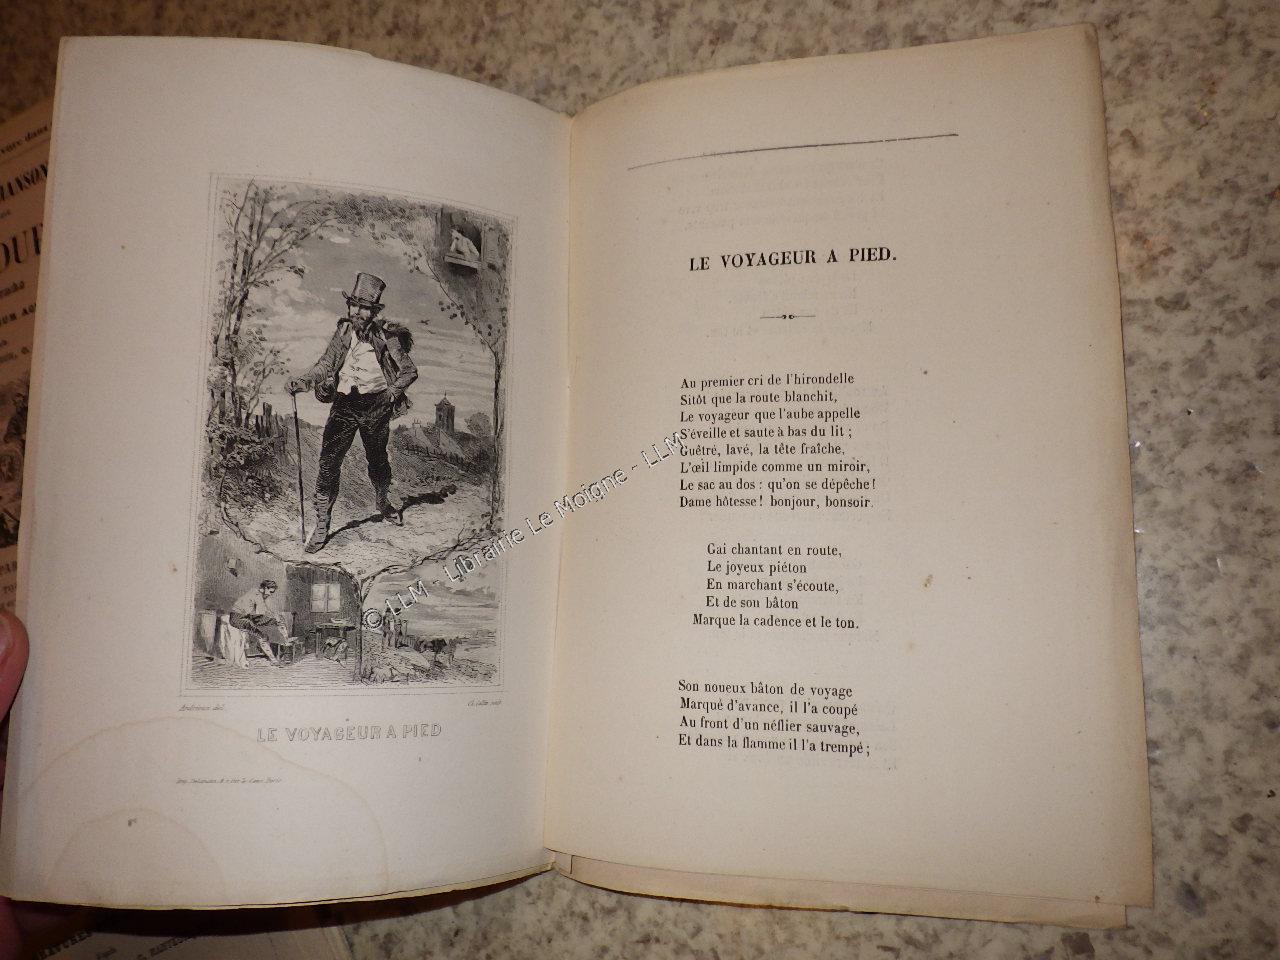 LE VOYAGEUR A PIED
Andrieux del.
© LLM - Librairie Le Moigne - LLM
LE VOYAGEUR A PIED.
Au premier cri de l'hirondelle
Sitôt que la route blanchit,
Le voyageur que l'aube appelle
S'éveille et saute à bas du lit ;
Guêtré, lavé, la tête fraîche,
L'œil limpide comme un miroir,
Le sac au dos : qu'on se dépêche !
Dame hôtesse ! bonjour, bonsoir.
Gai chantant en route,
Le joyeux piéton
En marchant s'écoute,
Et de son bâton
Marque la cadence et le ton.
Son noueux bâton de voyage
Marqué d'avance, il l'a coupé
Au front d'un néflier sauvage,
Et dans la flamme il l'a trempé ;